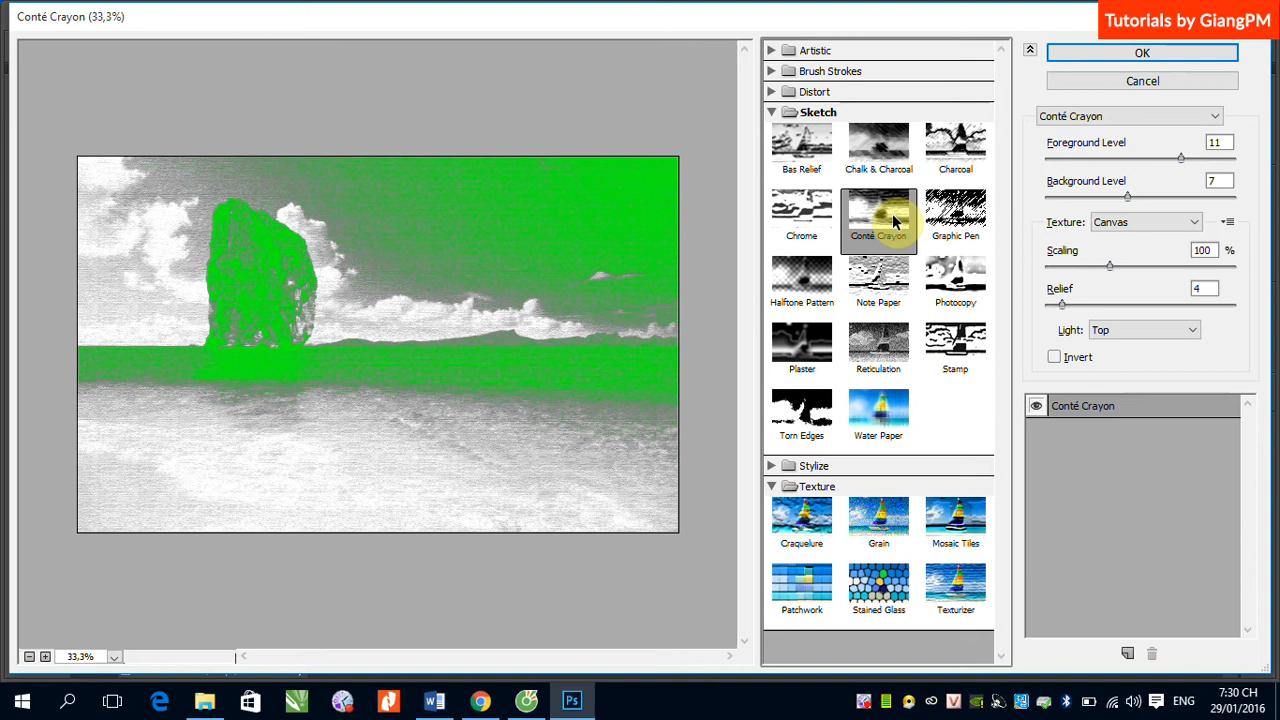 Conté Crayon (33,3%)
Tutorials by GiangPM
Artistic
Brush Strokes
Distort
Sketch
Bas Relief
Chalk & Charcoal
Charcoal
Chrome
Conté Crayon
Graphic Pen
Halftone Pattern
Note Paper
Photocopy
Plaster
Reticulation
Stamp
Torn Edges
Water Paper
Stylize
Texture
Craquelure
Grain
Mosaic Tiles
Patchwork
Stained Glass
Texturizer
OK
Cancel
Conté Crayon
Foreground Level 11
Background Level 7
Texture: Canvas
Scaling 100 %
Relief 4
Light: Top
Invert
Conté Crayon
33,3%
ENG
7:30 CH
29/01/2016